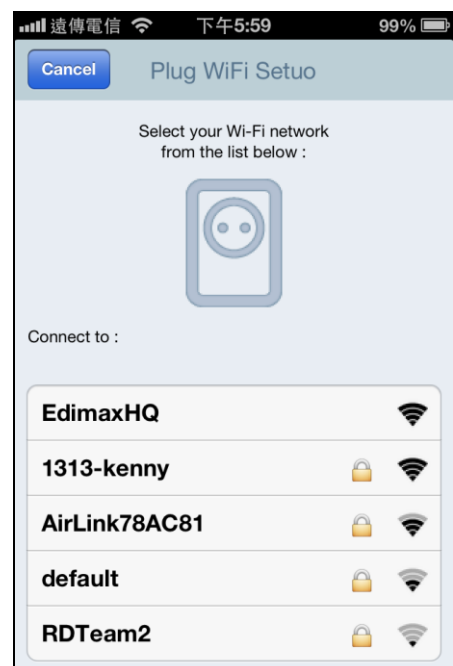 遠傳電信 下午5:59 99%
Cancel Plug WiFi Setuo
Select your Wi-Fi network
from the list below :
Connect to :
EdimaxHQ
1313-kenny
AirLink78AC81
default
RDTeam2